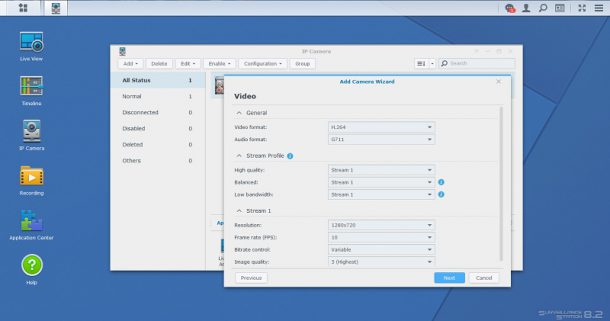 IP Camera
Add Delete Edit Enable Configuration Group Search
All Status 1
Normal 1
Disconnected 0
Disabled 0
Deleted 0
Others 0
Add Camera Wizard
Video
General
Video format: H.264
Audio format: G711
Stream Profile
High quality: Stream 1
Balanced: Stream 1
Low bandwidth: Stream 1
Stream 1
Resolution: 1280x720
Frame rate (FPS): 10
Bitrate control: Variable
Image quality: 3 (Highest)
Previous Next Cancel
Live View
Timeline
IP Camera
Recording
Application Center
Help
Surveillance Station 8.2